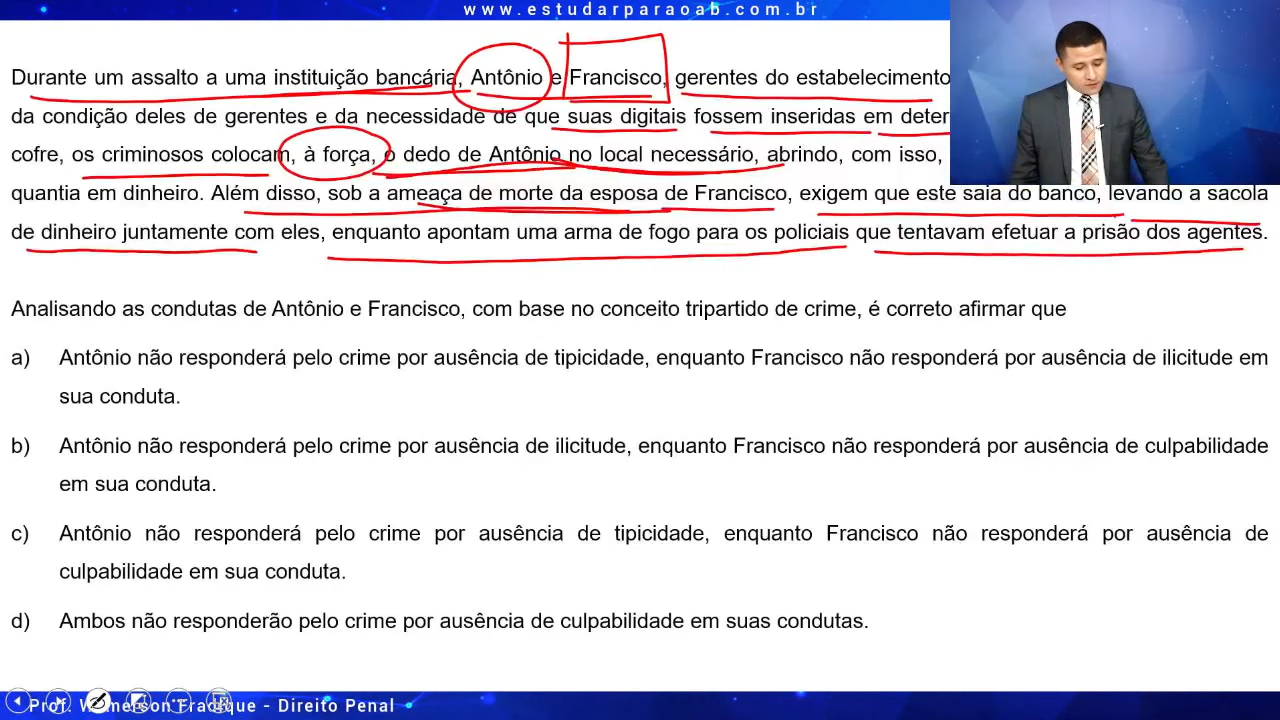 www.estudarparaoab.com.br
Durante um assalto a uma instituição bancária, Antônio e Francisco, gerentes do estabelecimento
da condição deles de gerentes e da necessidade de que suas digitais fossem inseridas em deter
cofre, os criminosos colocam, à força, o dedo de Antônio no local necessário, abrindo, com isso,
quantia em dinheiro. Além disso, sob a ameaça de morte da esposa de Francisco, exigem que este saia do banco, levando a sacola
de dinheiro juntamente com eles, enquanto apontam uma arma de fogo para os policiais que tentavam efetuar a prisão dos agentes.
Analisando as condutas de Antônio e Francisco, com base no conceito tripartido de crime, é correto afirmar que
a) Antônio não responderá pelo crime por ausência de tipicidade, enquanto Francisco não responderá por ausência de ilicitude em
sua conduta.
b) Antônio não responderá pelo crime por ausência de ilicitude, enquanto Francisco não responderá por ausência de culpabilidade
em sua conduta.
c) Antônio não responderá pelo crime por ausência de tipicidade, enquanto Francisco não responderá por ausência de
culpabilidade em sua conduta.
d) Ambos não responderão pelo crime por ausência de culpabilidade em suas condutas.
Prof. - Direito Penal